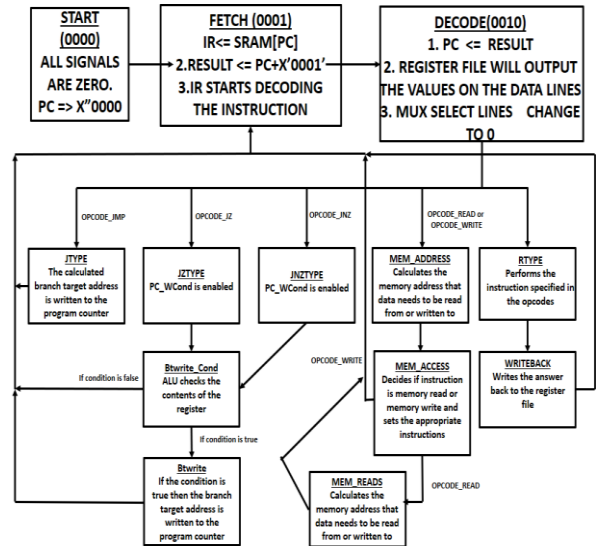 START
(0000)
ALL SIGNALS
ARE ZERO.
PC => X"0000
FETCH (0001)
IR<= SRAM[PC]
2.RESULT <= PC+X'0001'
3.IR STARTS DECODING
THE INSTRUCTION
DECODE(0010)
1. PC <= RESULT
2. REGISTER FILE WILL OUTPUT
THE VALUES ON THE DATA LINES
3. MUX SELECT LINES CHANGE
TO 0
OPCODE_JMP
OPCODE_JZ
OPCODE_JNZ
OPCODE_READ or
OPCODE_WRITE
JTYPE
The calculated
branch target address
is written to the
program counter
JZTYPE
PC_WCond is enabled
JNZTYPE
PC_WCond is enabled
MEM_ADDRESS
Calculates the
memory address that
data needs to be read
from or written to
RTYPE
Performs the
instruction specified in
the opcodes
If condition is false
Btwrite_Cond
ALU checks the
contents of the
register
OPCODE_WRITE
MEM_ACCESS
Decides if instruction
is memory read or
memory write and
sets the appropriate
instructions
WRITEBACK
Writes the answer
back to the register
file
If condition is true
Btwrite
If the condition is
true then the branch
target address is
written to the
program counter
OPCODE_READ
MEM_READS
Calculates the
memory address that
data needs to be read
from or written to